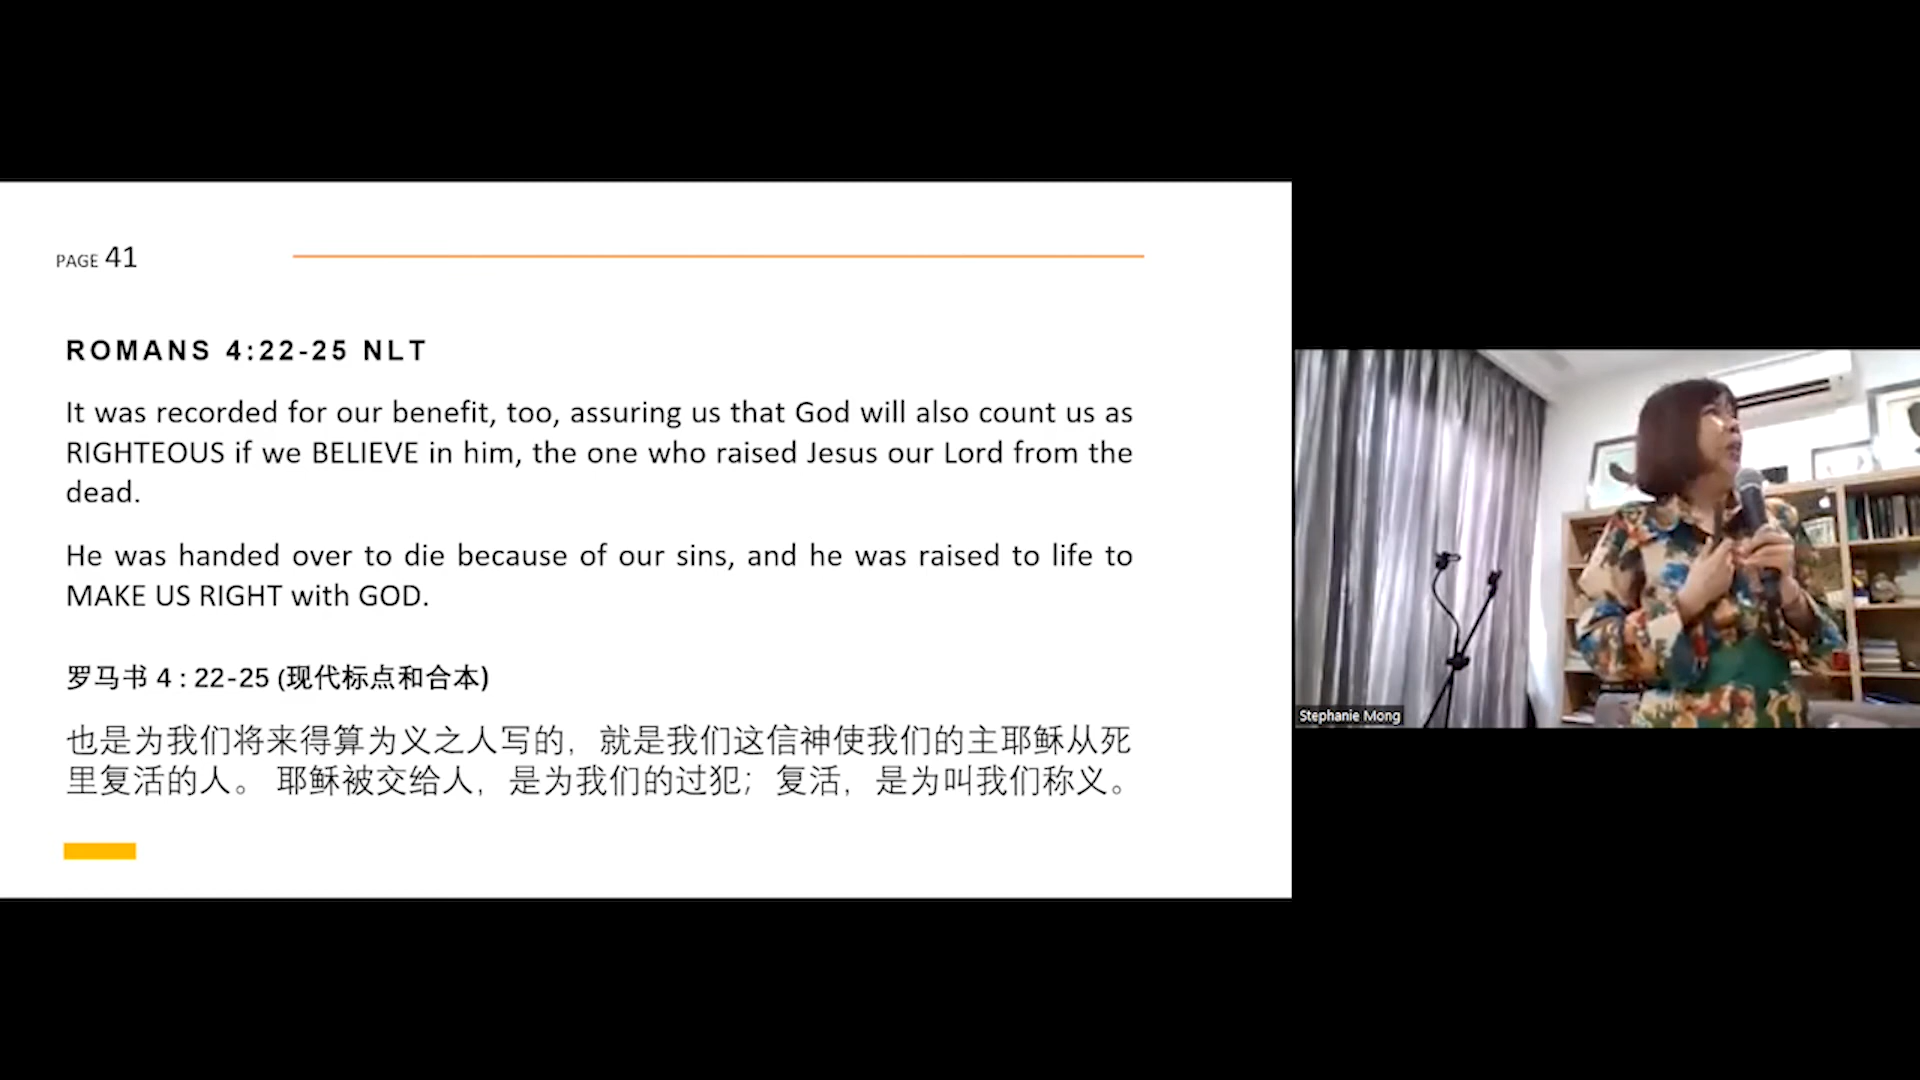 PAGE 41
ROMANS 4:22-25 NLT
It was recorded for our benefit, too, assuring us that God will also count us as
RIGHTEOUS if we BELIEVE in him, the one who raised Jesus our Lord from the
dead.
He was handed over to die because of our sins, and he was raised to life to
MAKE US RIGHT with GOD.
罗马书 4 : 22-25 (现代标点和合本)
也是为我们将来得算为义之人写的，就是我们这信神使我们的主耶稣从死
里复活的人。 耶稣被交给人，是为我们的过犯；复活，是为叫我们称义。
Stephanie Mong